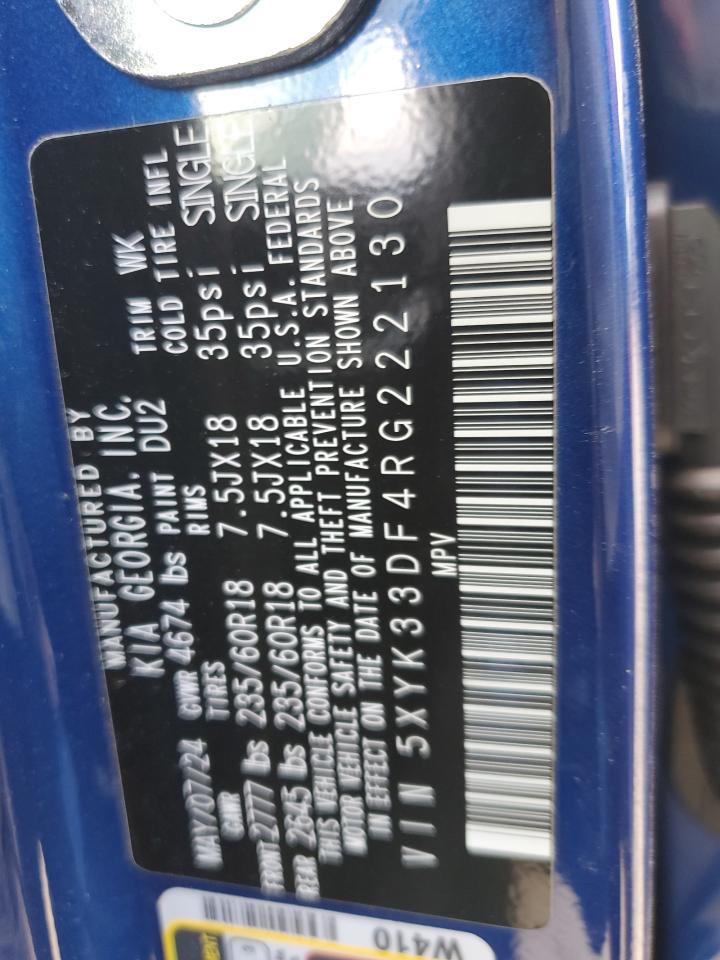 MANUFACTURED BY
KIA GEORGIA. INC.
MAY/07/24 GVWR 4674 lbs PAINT DU2 TRIM WK
GAWR TIRES RIMS COLD TIRE INFL
FRONT 2777 lbs 235/60R18 7.5JX18 35psi SINGLE
REAR 2645 lbs 235/60R18 7.5JX18 35psi SINGLE
THIS VEHICLE CONFORMS TO ALL APPLICABLE U.S.A. FEDERAL
MOTOR VEHICLE SAFETY AND THEFT PREVENTION STANDARDS
IN EFFECT ON THE DATE OF MANUFACTURE SHOWN ABOVE
VIN 5XYK33DF4RG222130
MPV
W410